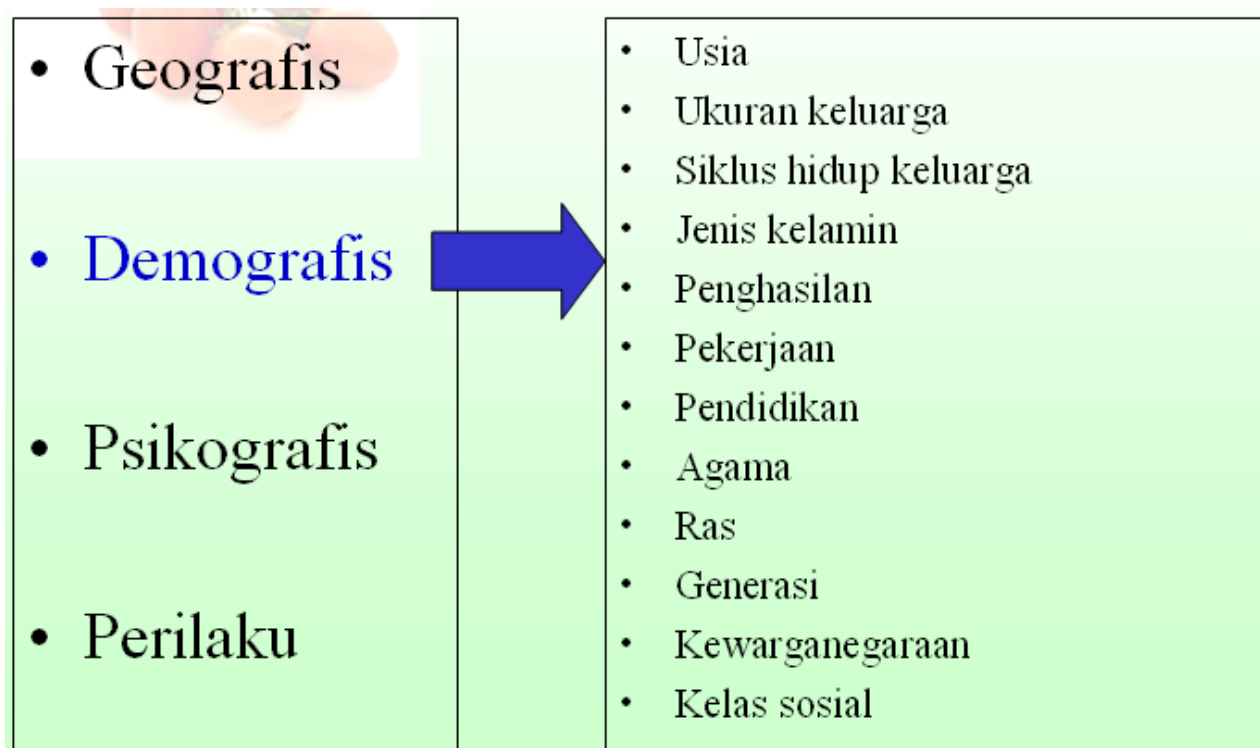 • Geografis
• Demografis
• Psikografis
• Perilaku
• Usia
• Ukuran keluarga
• Siklus hidup keluarga
• Jenis kelamin
• Penghasilan
• Pekerjaan
• Pendidikan
• Agama
• Ras
• Generasi
• Kewarganegaraan
• Kelas sosial